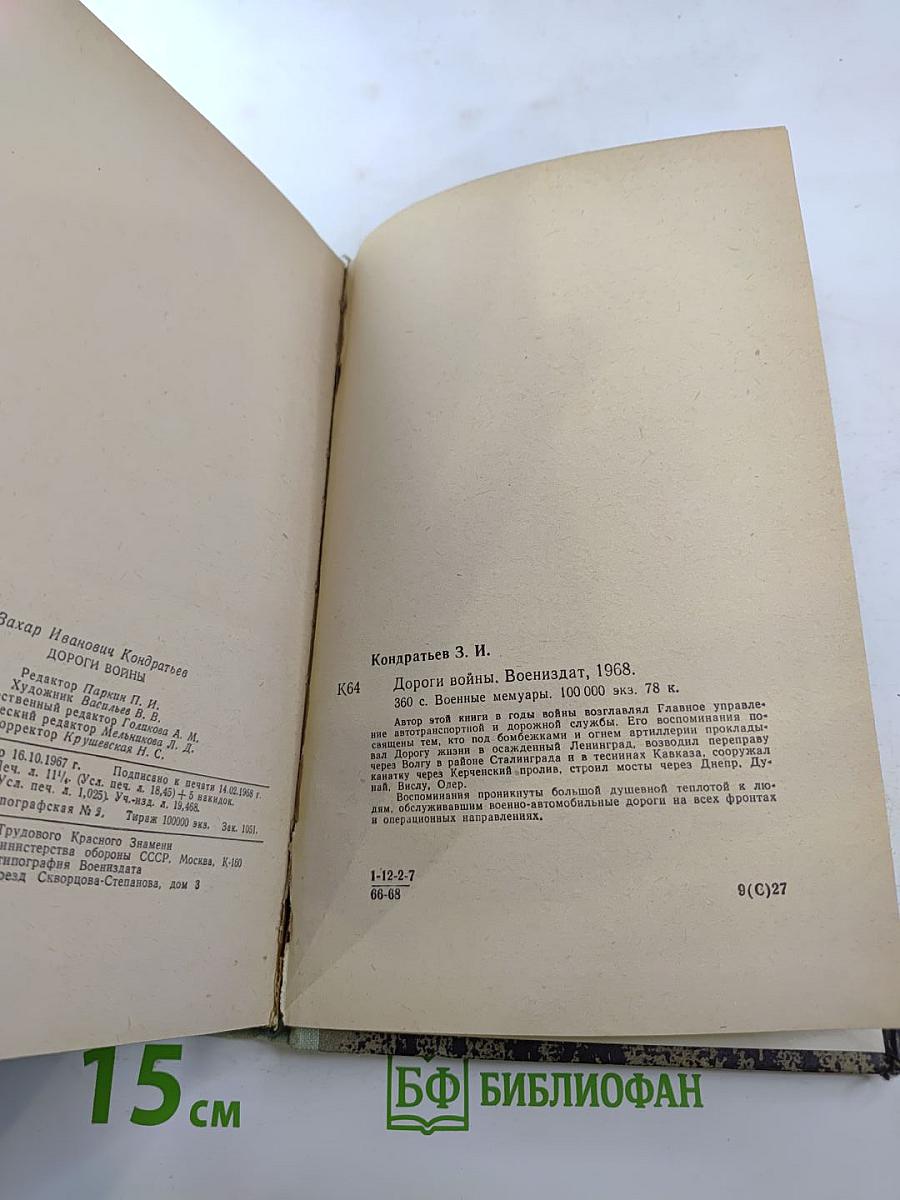 Захар Иванович Кондратьев
ДОРОГИ ВОЙНЫ
Редактор Паркин П. И.
Художник Васильев В. В.
ественный редактор Голикова А. М.
еский редактор Мельникова Л. Д.
орректор Крушевская Н. С.
р 16.10.1967 г. Подписано к печати 14.02.1968 г.
Печ. л. 11¼. (Усл. печ. л. 18,45) + 5 накидок.
Усл. печ. л. 1,025). Уч.-изд. л. 19,468.
пографская № 2. Тираж 100000 экз. Зак. 1051.
Трудового Красного Знамени
инистерства обороны СССР, Москва, К-160
типография Воениздата
роезд Скворцова-Степанова, дом 3
Кондратьев З. И.
К64 Дороги войны. Воениздат, 1968.
360 с. Военные мемуары. 100 000 экз. 78 к.
Автор этой книги в годы войны возглавлял Главное управле-
ние автотранспортной и дорожной службы. Его воспоминания по-
священы тем, кто под бомбежками и огнем артиллерии проклады-
вал Дорогу жизни в осажденный Ленинград, возводил переправу
через Волгу в районе Сталинграда и в теснинах Кавказа, сооружал
канатку через Керченский пролив, строил мосты через Днепр, Ду-
най, Вислу, Одер.
Воспоминания проникнуты большой душевной теплотой к лю-
дям, обслуживавшим военно-автомобильные дороги на всех фронтах
и операционных направлениях.
1-12-2-7
66-68
9(С)27
15 см
БФ БИБЛИОФАН